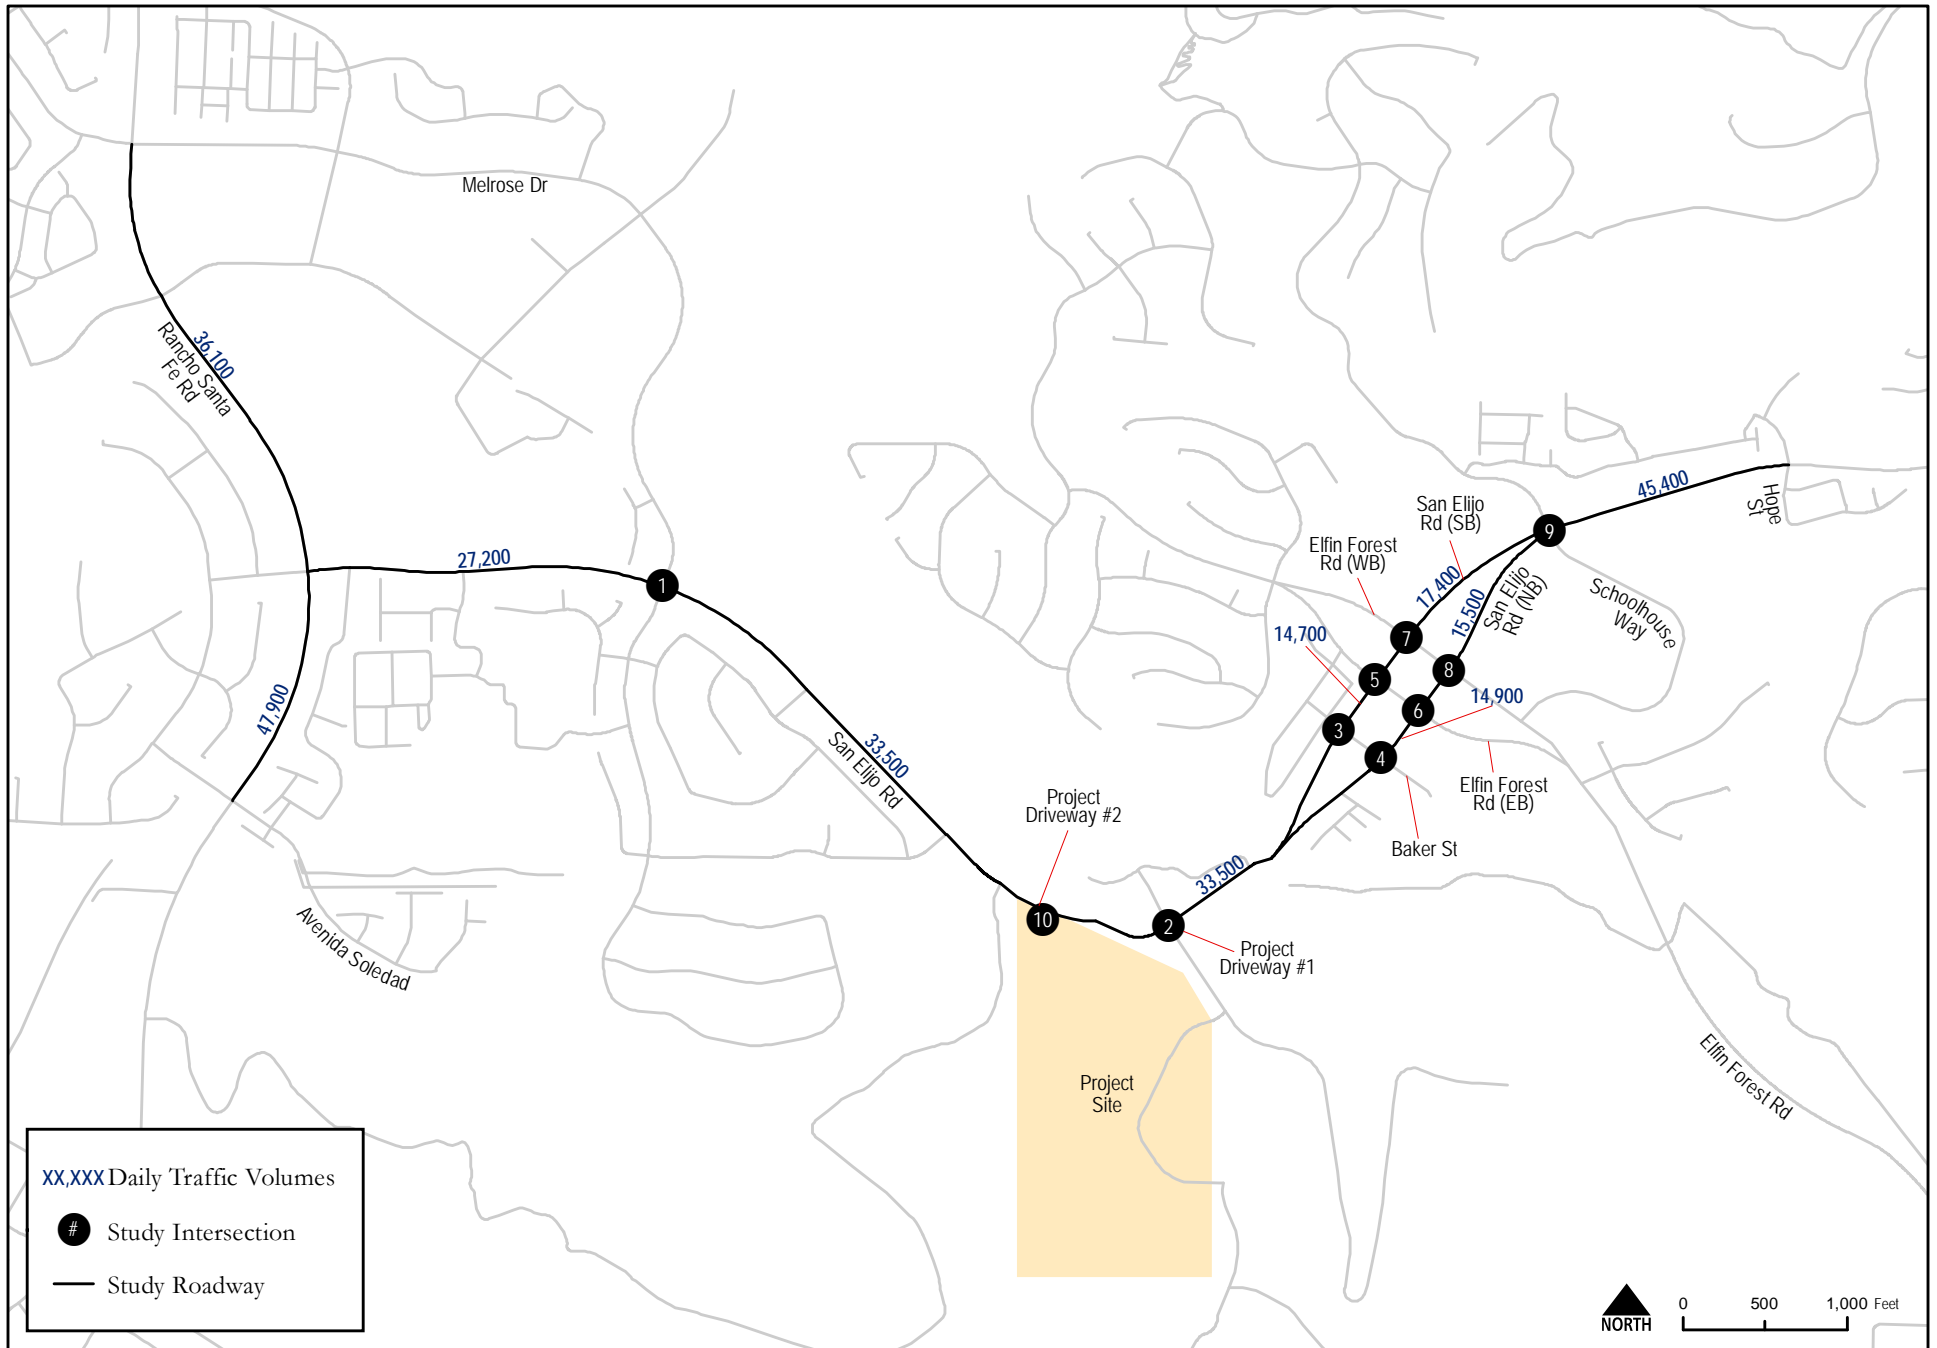 Melrose Dr
36,100
Rancho Santa
Fe Rd
45,400
Hope
St
San Elijo
Rd (SB)
9
Elfin Forest
Rd (WB)
27,200
1
17,400
15,500
San Elijo
Rd (NB)
Schoolhouse
Way
14,700
7
8
5
14,900
6
3
4
47,900
33,500
San Elijo Rd
Elfin Forest
Rd (EB)
Project
Driveway #2
Baker St
33,500
10
2
Project
Driveway #1
Avenida Soledad
Project
Site
Elfin Forest Rd
XX,XXX Daily Traffic Volumes
# Study Intersection
Study Roadway
NORTH
0 500 1,000 Feet